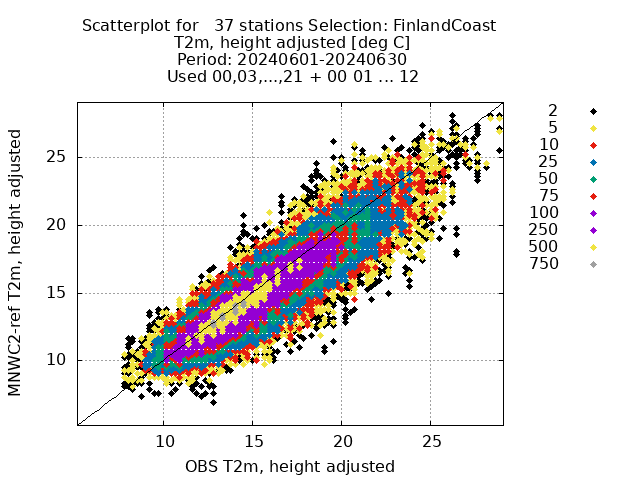 Scatterplot for   37 stations Selection: FinlandCoast
T2m, height adjusted [deg C]
Period: 20240601-20240630
Used 00,03,...,21 + 00 01 ... 12
MNWC2-ref T2m, height adjusted
25
20
15
10
10 15 20 25
OBS T2m, height adjusted
2
5
10
25
50
75
100
250
500
750